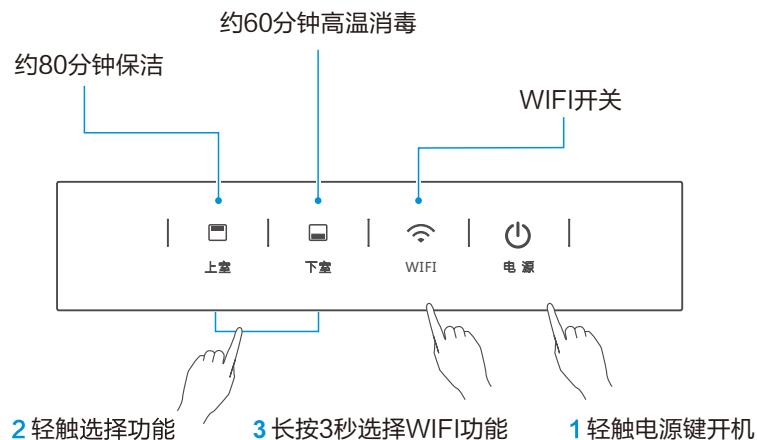 约60分钟高温消毒
约80分钟保洁
WIFI开关
上室
下室
WIFI
电源
2 轻触选择功能
3 长按3秒选择WIFI功能
1 轻触电源键开机